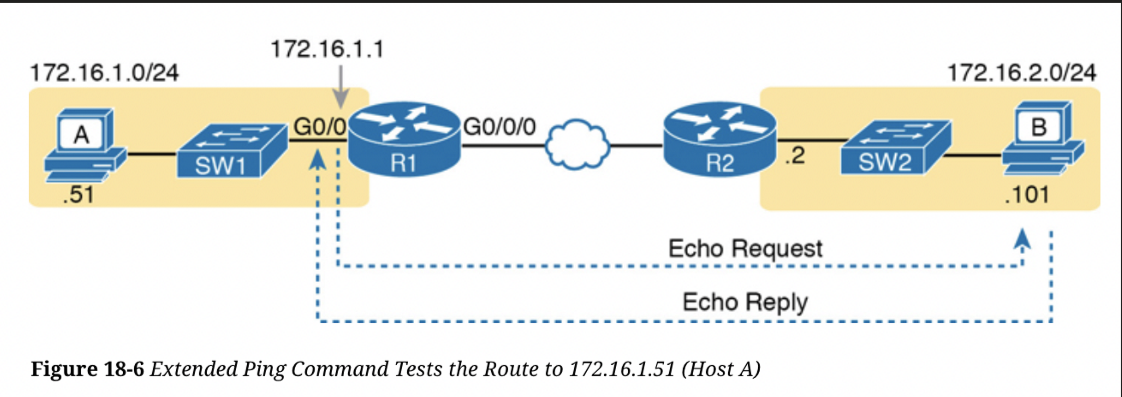 172.16.1.1
172.16.1.0/24
172.16.2.0/24
A
G0/0
G0/0/0
B
SW1
R1
R2
.2
SW2
.51
.101
Echo Request
Echo Reply
Figure 18-6 Extended Ping Command Tests the Route to 172.16.1.51 (Host A)